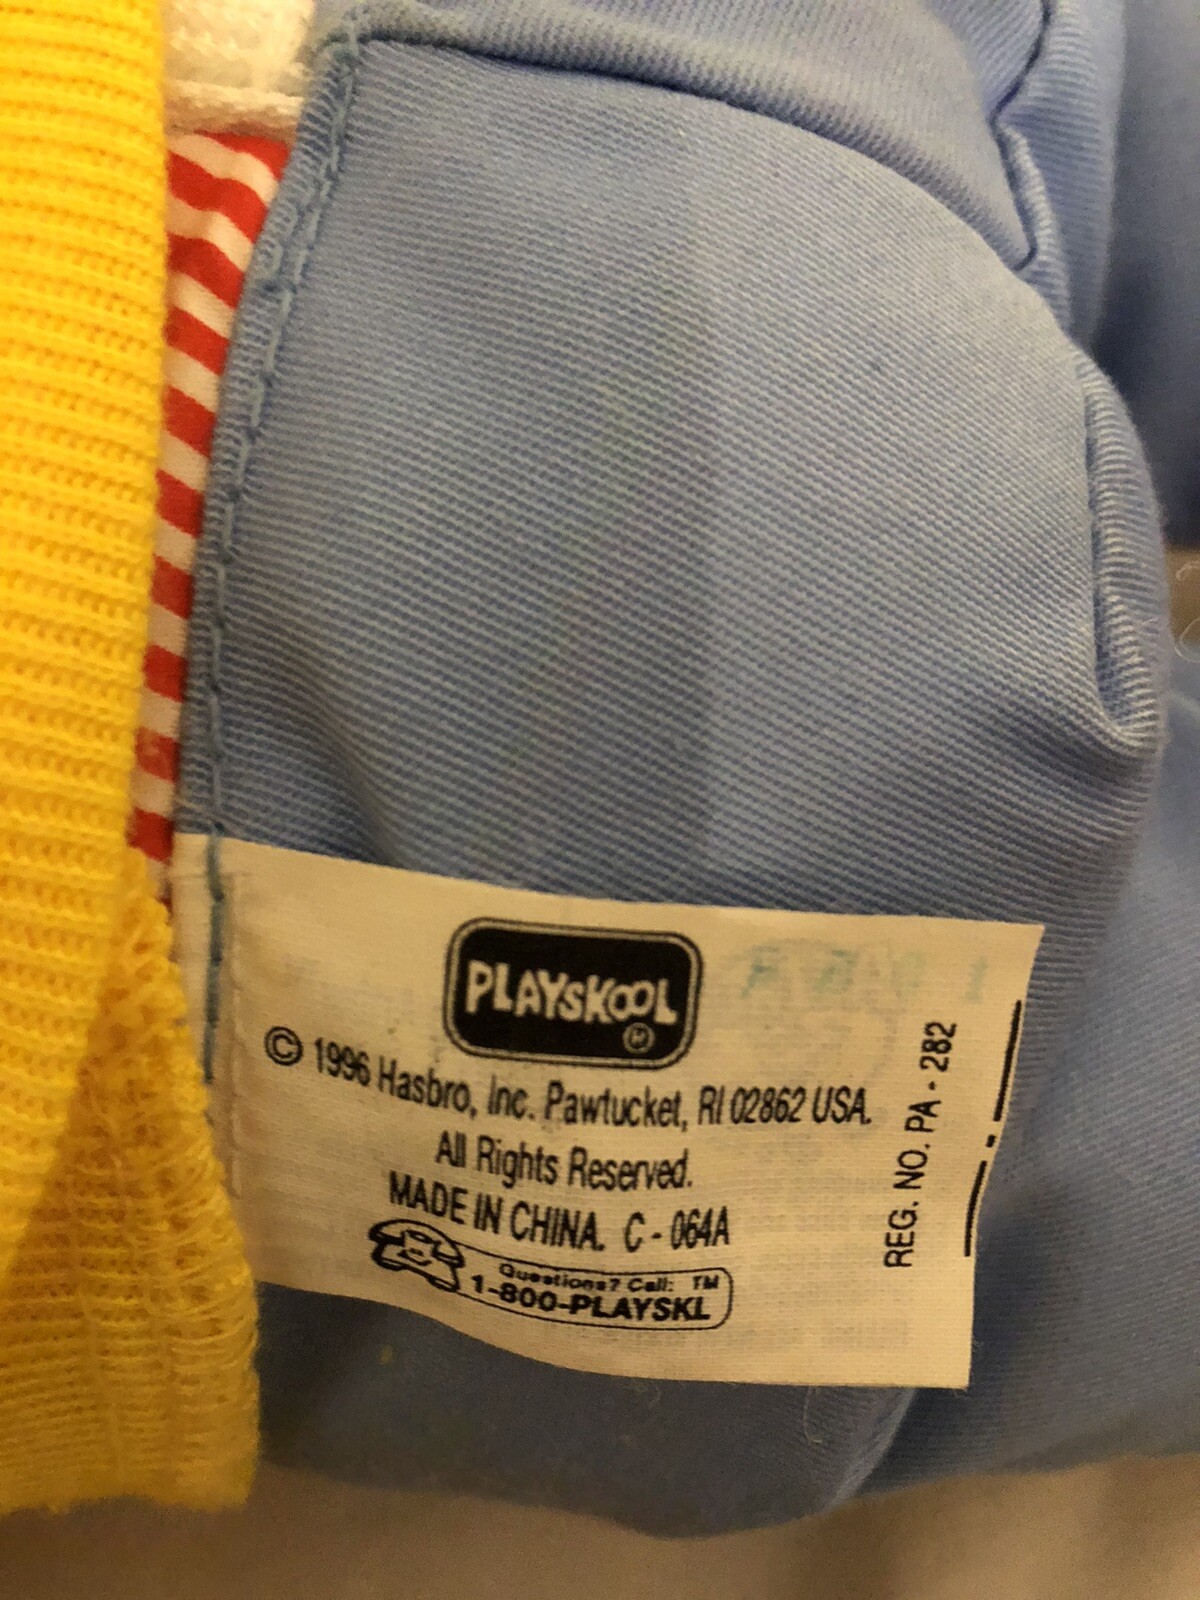 PLAYSKOOL
© 1996 Hasbro, Inc. Pawtucket, RI 02862 USA.
All Rights Reserved.
MADE IN CHINA. C - 064A
Questions? Call: TM
1-800-PLAYSKL
REG. NO. PA - 282